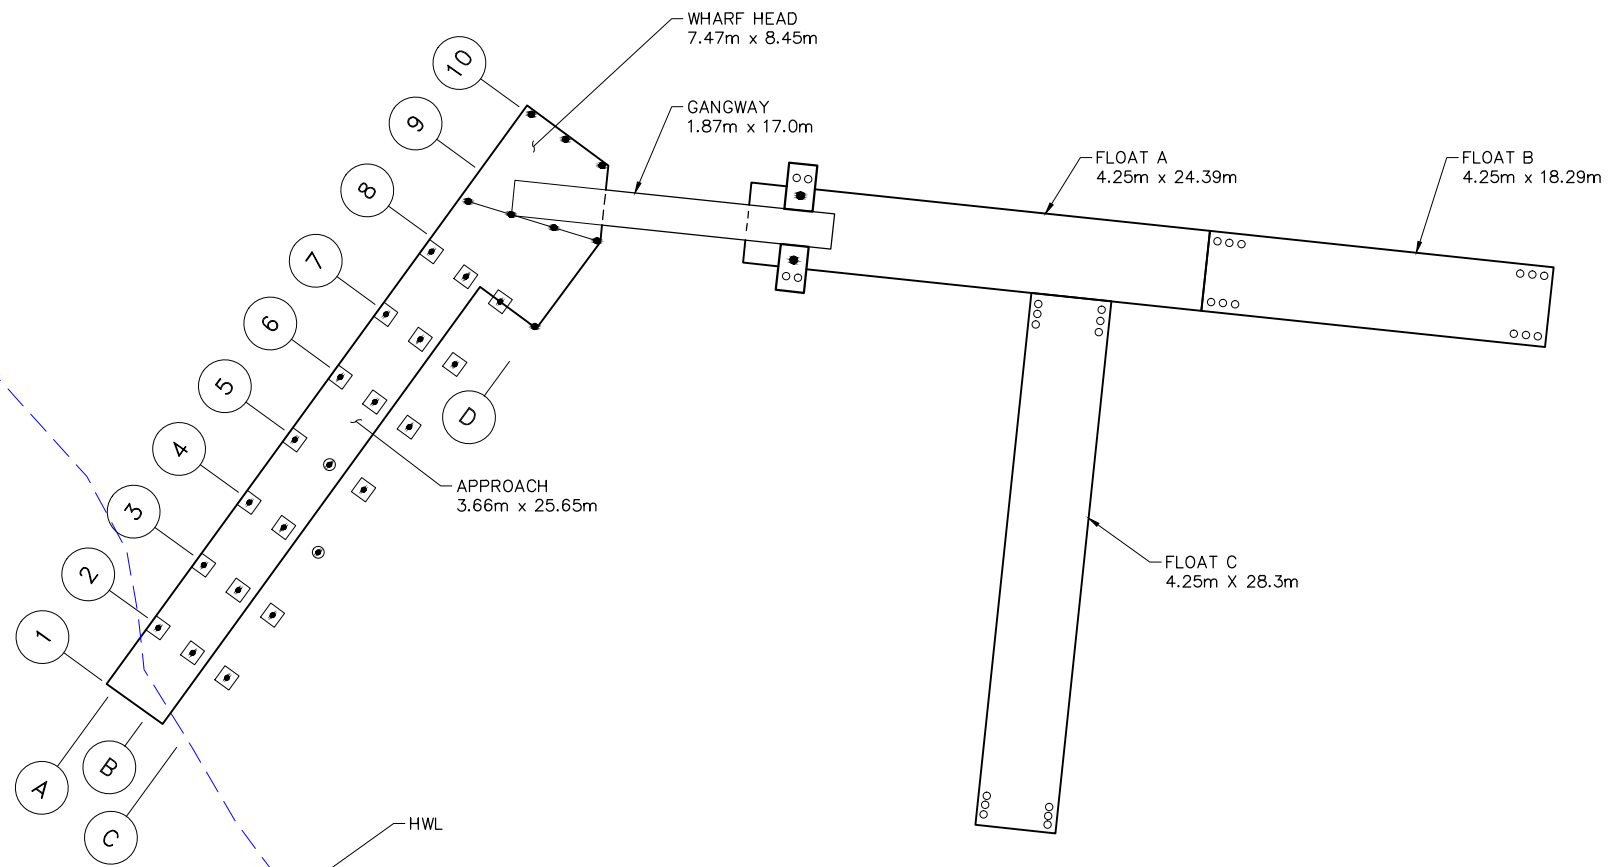 WHARF HEAD
7.47m x 8.45m
10
9
GANGWAY
1.87m x 17.0m
8
FLOAT A
4.25m x 24.39m
FLOAT B
4.25m x 18.29m
7
6
5
D
4
APPROACH
3.66m x 25.65m
3
2
FLOAT C
4.25m X 28.3m
1
B
A
C
HWL